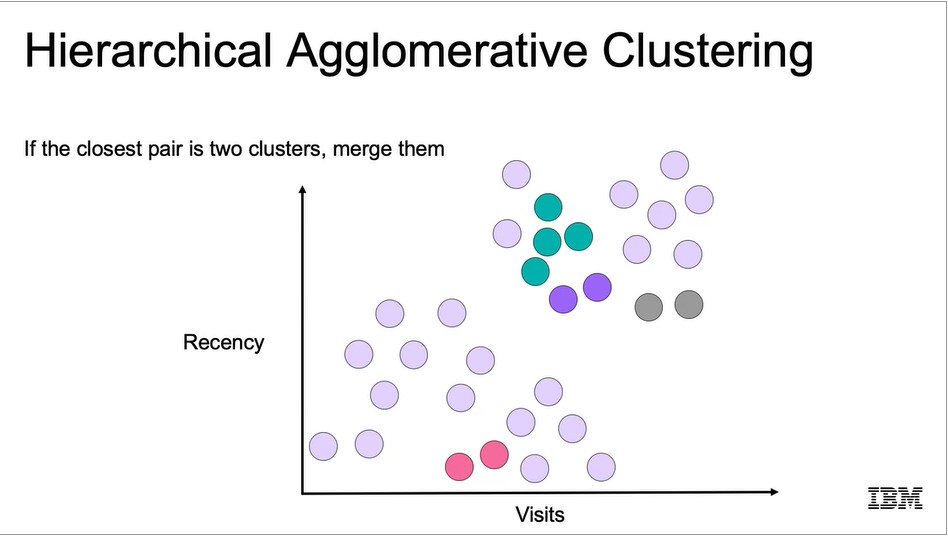 Hierarchical Agglomerative Clustering
If the closest pair is two clusters, merge them
Recency
Visits
IBM